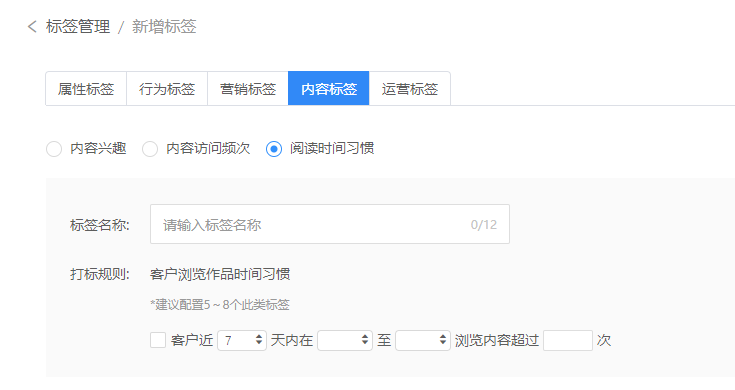 标签管理 / 新增标签
属性标签 行为标签 营销标签 内容标签 运营标签
内容兴趣 内容访问频次 阅读时间习惯
标签名称: 请输入标签名称 0/12
打标规则: 客户浏览作品时间习惯
*建议配置5~8个此类标签
客户近 7 天内在 至 浏览内容超过 次